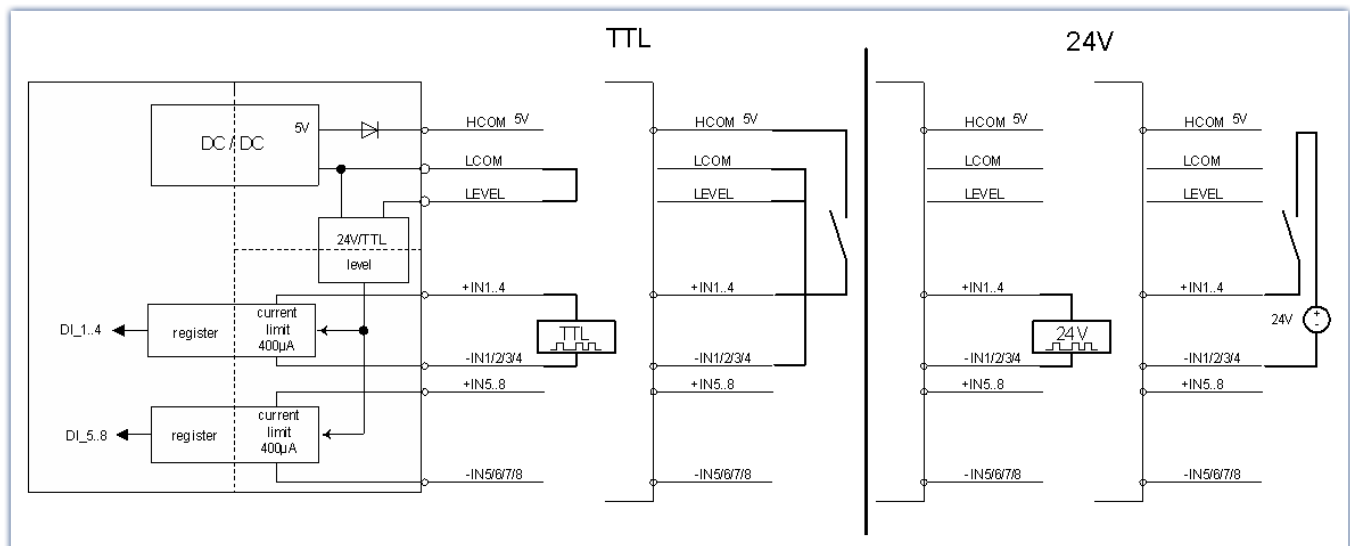 TTL
24V
5V
DC / DC
24V/TTL
level
DI_1..4
register
current
limit
400µA
DI_5..8
register
current
limit
400µA
HCOM 5V
LCOM
LEVEL
+IN1..4
TTL
-IN1/2/3/4
+IN5..8
-IN5/6/7/8
HCOM 5V
LCOM
LEVEL
+IN1..4
-IN1/2/3/4
+IN5..8
-IN5/6/7/8
HCOM 5V
LCOM
LEVEL
+IN1..4
24V
-IN1/2/3/4
+IN5..8
-IN5/6/7/8
HCOM 5V
LCOM
LEVEL
+IN1..4
24V
+
-
-IN1/2/3/4
+IN5..8
-IN5/6/7/8